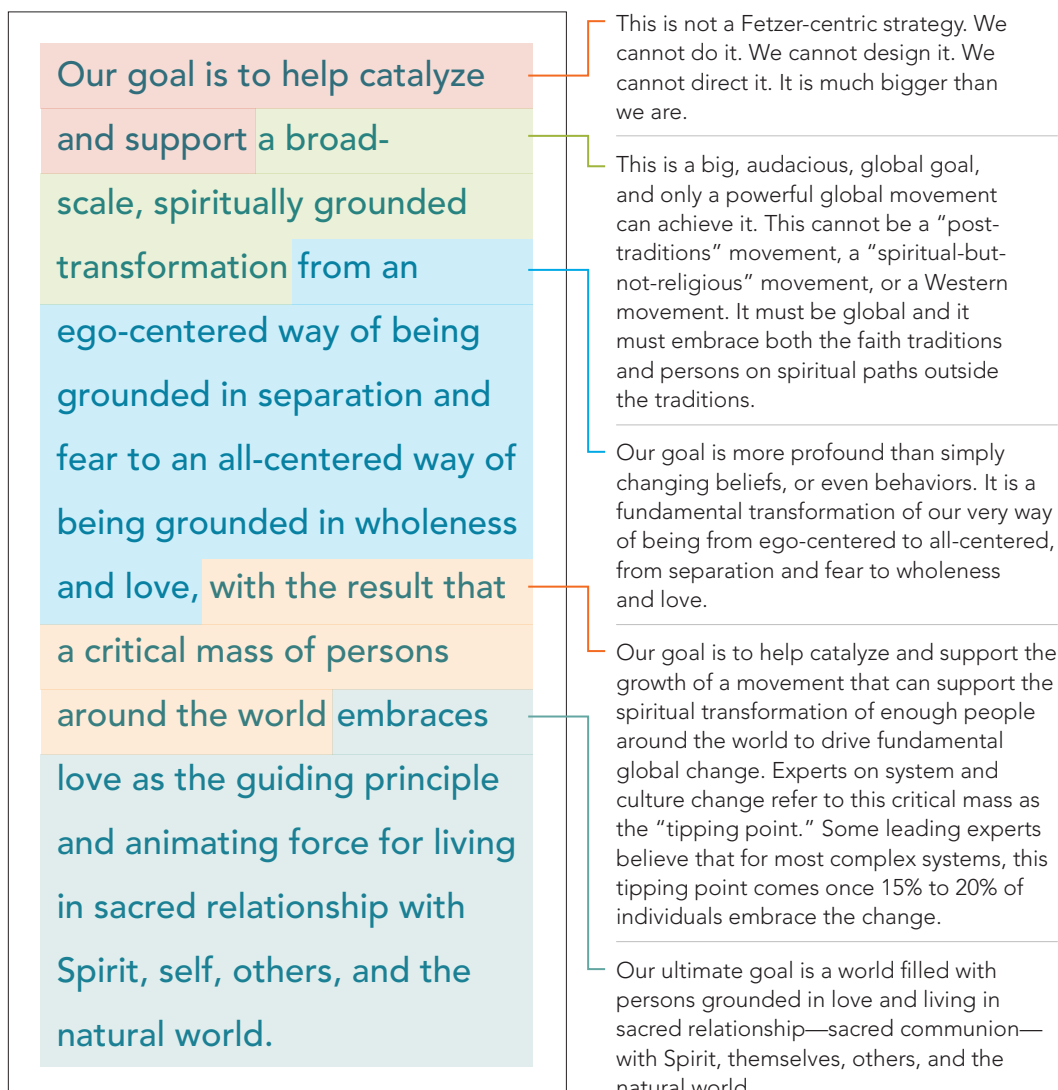 Our goal is to help catalyze
and support a broad-
scale, spiritually grounded
transformation from an
ego-centered way of being
grounded in separation and
fear to an all-centered way of
being grounded in wholeness
and love, with the result that
a critical mass of persons
around the world embraces
love as the guiding principle
and animating force for living
in sacred relationship with
Spirit, self, others, and the
natural world.
This is not a Fetzer-centric strategy. We
cannot do it. We cannot design it. We
cannot direct it. It is much bigger than
we are.
This is a big, audacious, global goal,
and only a powerful global movement
can achieve it. This cannot be a “post-
traditions” movement, a “spiritual-but-
not-religious” movement, or a Western
movement. It must be global and it
must embrace both the faith traditions
and persons on spiritual paths outside
the traditions.
Our goal is more profound than simply
changing beliefs, or even behaviors. It is a
fundamental transformation of our very way
of being from ego-centered to all-centered,
from separation and fear to wholeness
and love.
Our goal is to help catalyze and support the
growth of a movement that can support the
spiritual transformation of enough people
around the world to drive fundamental
global change. Experts on system and
culture change refer to this critical mass as
the “tipping point.” Some leading experts
believe that for most complex systems, this
tipping point comes once 15% to 20% of
individuals embrace the change.
Our ultimate goal is a world filled with
persons grounded in love and living in
sacred relationship—sacred communion—
with Spirit, themselves, others, and the
natural world